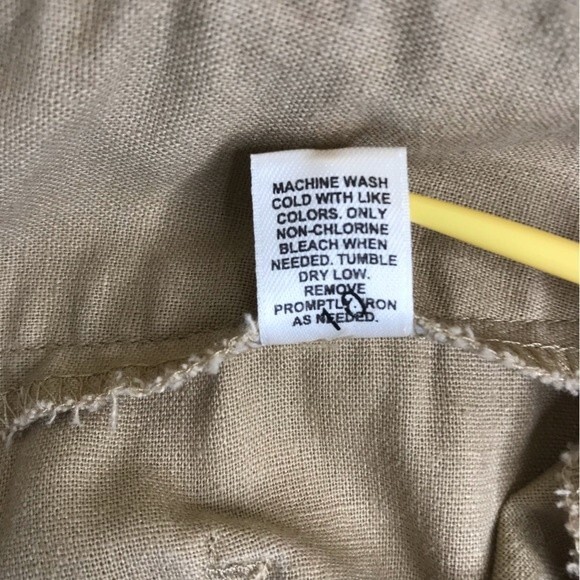 MACHINE WASH
COLD WITH LIKE
COLORS. ONLY
NON-CHLORINE
BLEACH WHEN
NEEDED. TUMBLE
DRY LOW.
REMOVE
PROMPTLY. IRON
AS NEEDED.